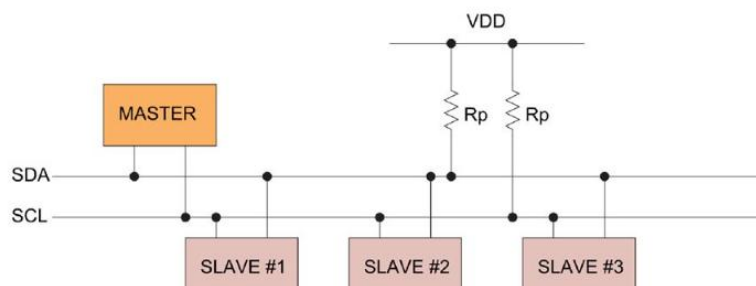 VDD
MASTER
Rp
Rp
SDA
SCL
SLAVE #1
SLAVE #2
SLAVE #3